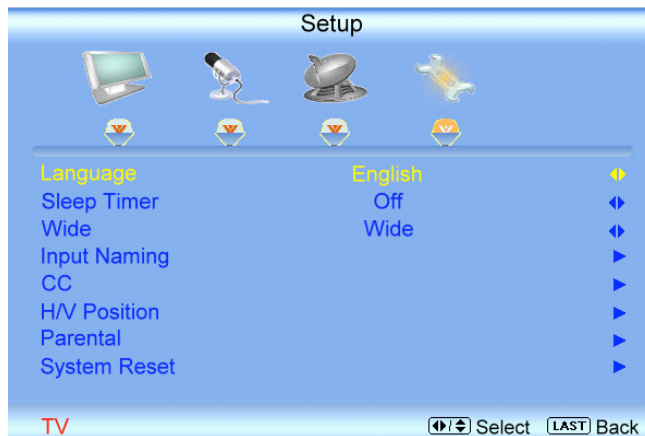 Setup
Language English
Sleep Timer Off
Wide Wide
Input Naming
CC
H/V Position
Parental
System Reset
TV Select LAST Back